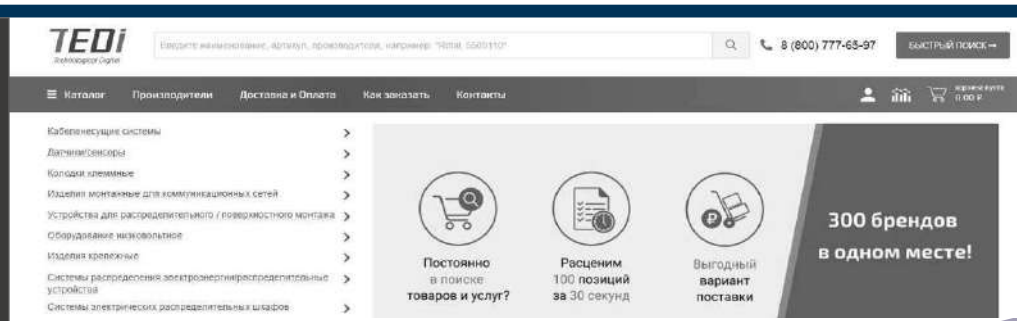 TEDi
Technological Digital
Введите наименование, артикул, производителя, например: "Rittal, 5500110"
8 (800) 777-65-97
БЫСТРЫЙ ПОИСК →
Каталог Производители Доставка и Оплата Как заказать Контакты
0.00 ₽
Кабеленесущие системы
Датчики/сенсоры
Колодки клеммные
Изделия монтажные для коммуникационных сетей
Устройства для распределительного / поверхностного монтажа
Оборудование низковольтное
Изделия крепежные
Системы распределения электроэнергии/распределительные
устройства
Системы электрических распределительных шкафов
Постоянно
в поиске
товаров и услуг?
Расценим
100 позиций
за 30 секунд
₽
Выгодный
вариант
поставки
300 брендов
в одном месте!